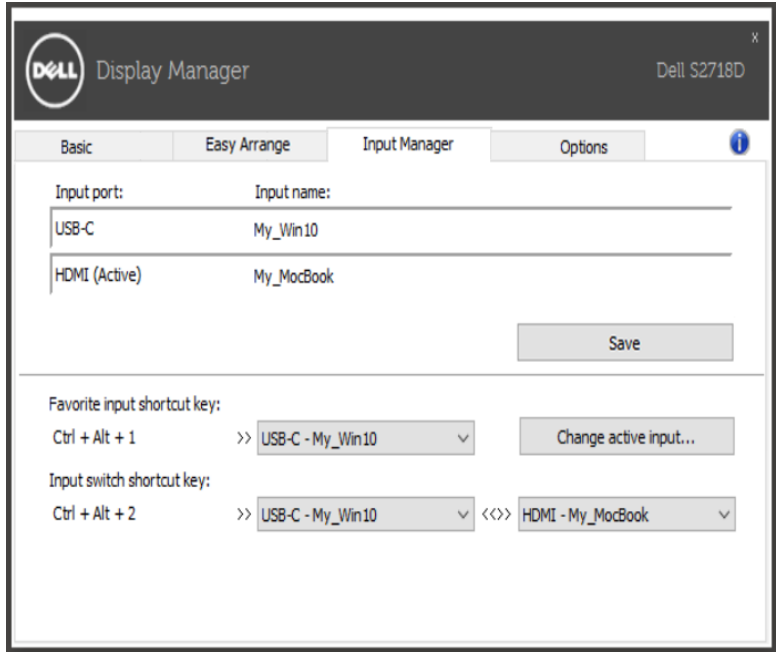 x
DELL Display Manager Dell S2718D
Basic Easy Arrange Input Manager Options i
Input port: Input name:
USB-C My_Win10
HDMI (Active) My_MocBook
Save
Favorite input shortcut key:
Ctrl + Alt + 1 >> USB-C - My_Win10 Change active input...
Input switch shortcut key:
Ctrl + Alt + 2 >> USB-C - My_Win10 <<>> HDMI - My_MocBook